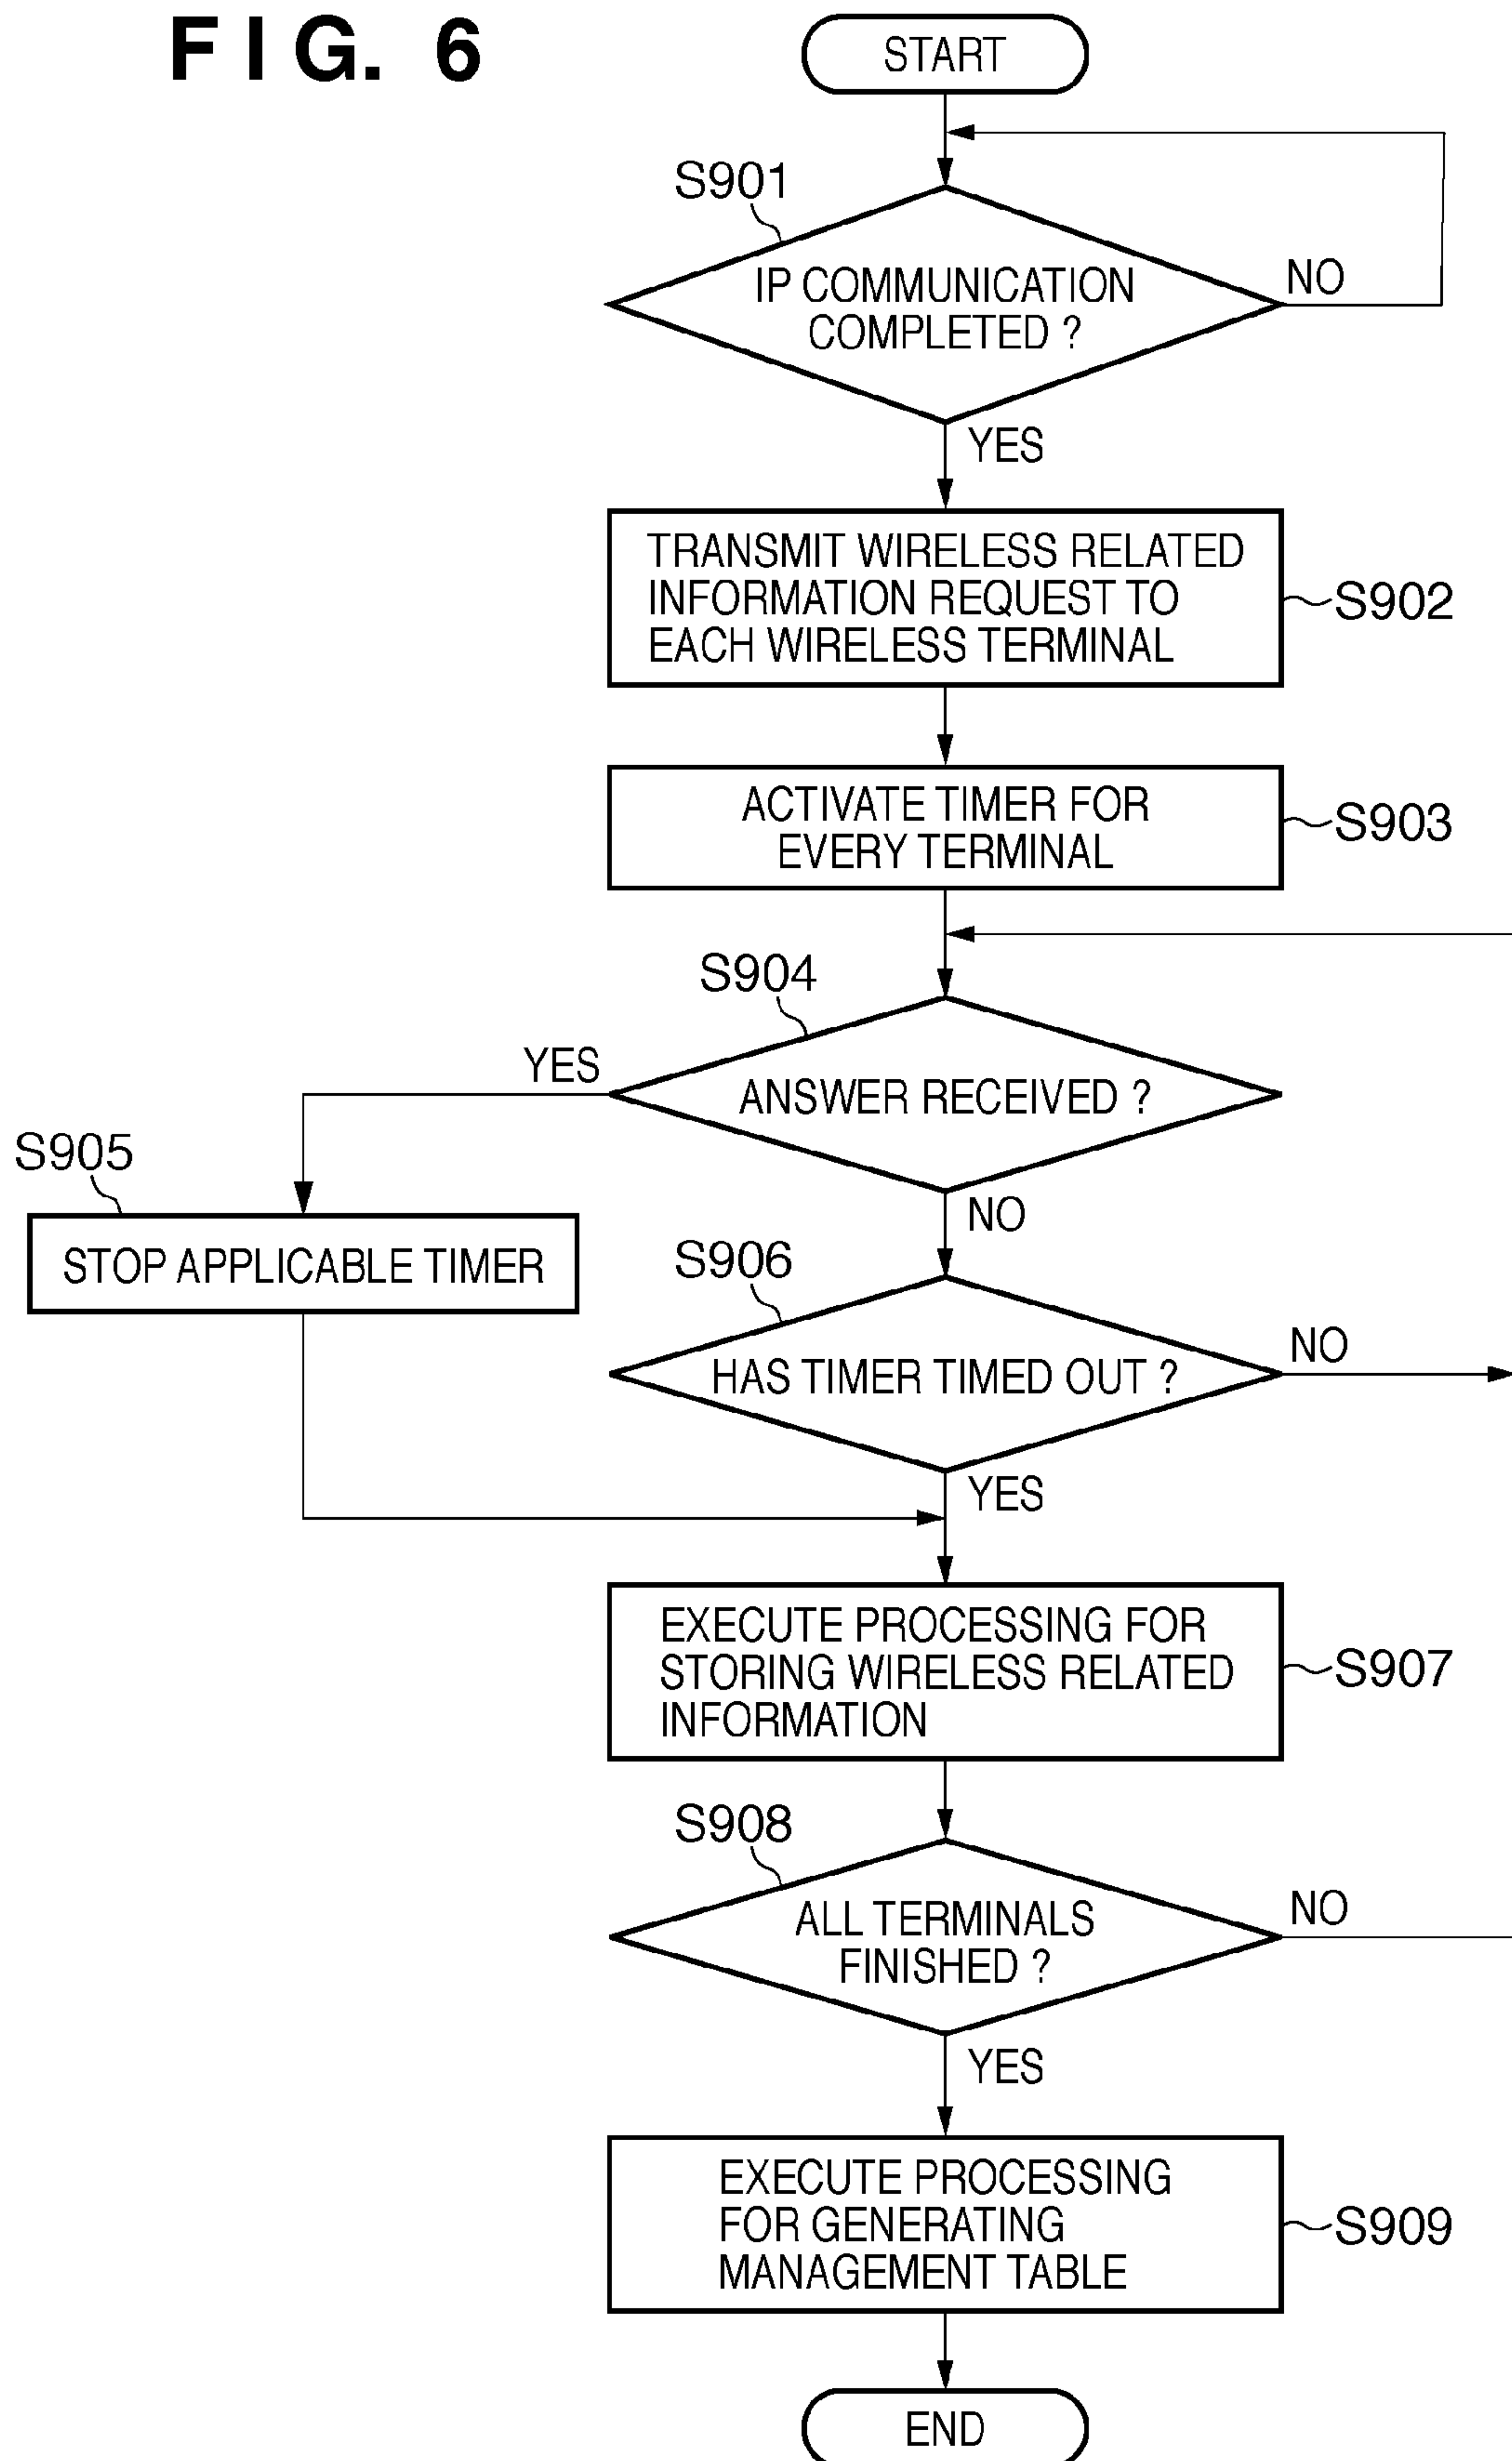 FIG. 6
START
S901
IP COMMUNICATION
COMPLETED ?
NO
YES
TRANSMIT WIRELESS RELATED
INFORMATION REQUEST TO
EACH WIRELESS TERMINAL
S902
ACTIVATE TIMER FOR
EVERY TERMINAL
S903
S904
YES
ANSWER RECEIVED ?
S905
NO
STOP APPLICABLE TIMER
S906
HAS TIMER TIMED OUT ?
NO
YES
EXECUTE PROCESSING FOR
STORING WIRELESS RELATED
INFORMATION
S907
S908
ALL TERMINALS
FINISHED ?
NO
YES
EXECUTE PROCESSING
FOR GENERATING
MANAGEMENT TABLE
S909
END